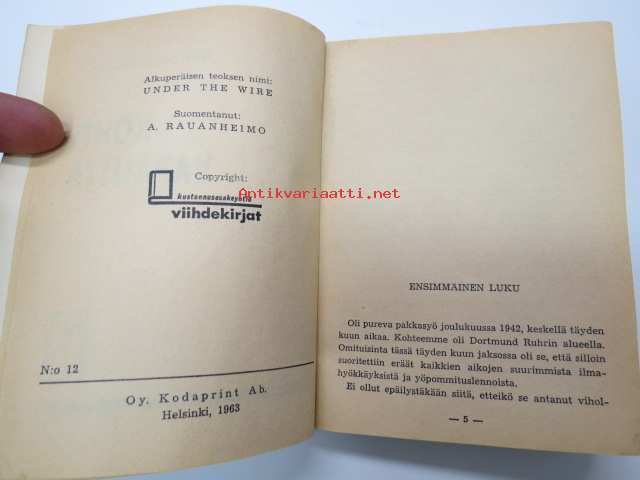 Alkuperäisen teoksen nimi:
UNDER THE WIRE
Suomentanut:
A. RAUANHEIMO
Copyright:
kustannusosakeyhtiö
viihdekirjat
N:o 12
Oy. Kodaprint Ab.
Helsinki, 1963
Antikvariaatti.net
ENSIMMAINEN LUKU
Oli pureva pakkasyö joulukuussa 1942, keskellä täyden
kuun aikaa. Kohteemme oli Dortmund Ruhrin alueella.
Omituisinta tässä täyden kuun jaksossa oli se, että silloin
suoritettiin eräät kaikkien aikojen suurimmista ilma-
hyökkäyksistä ja yöpommituslennoista.
Ei ollut epäilystäkään siitä, etteikö se antanut vihol-
— 5 —